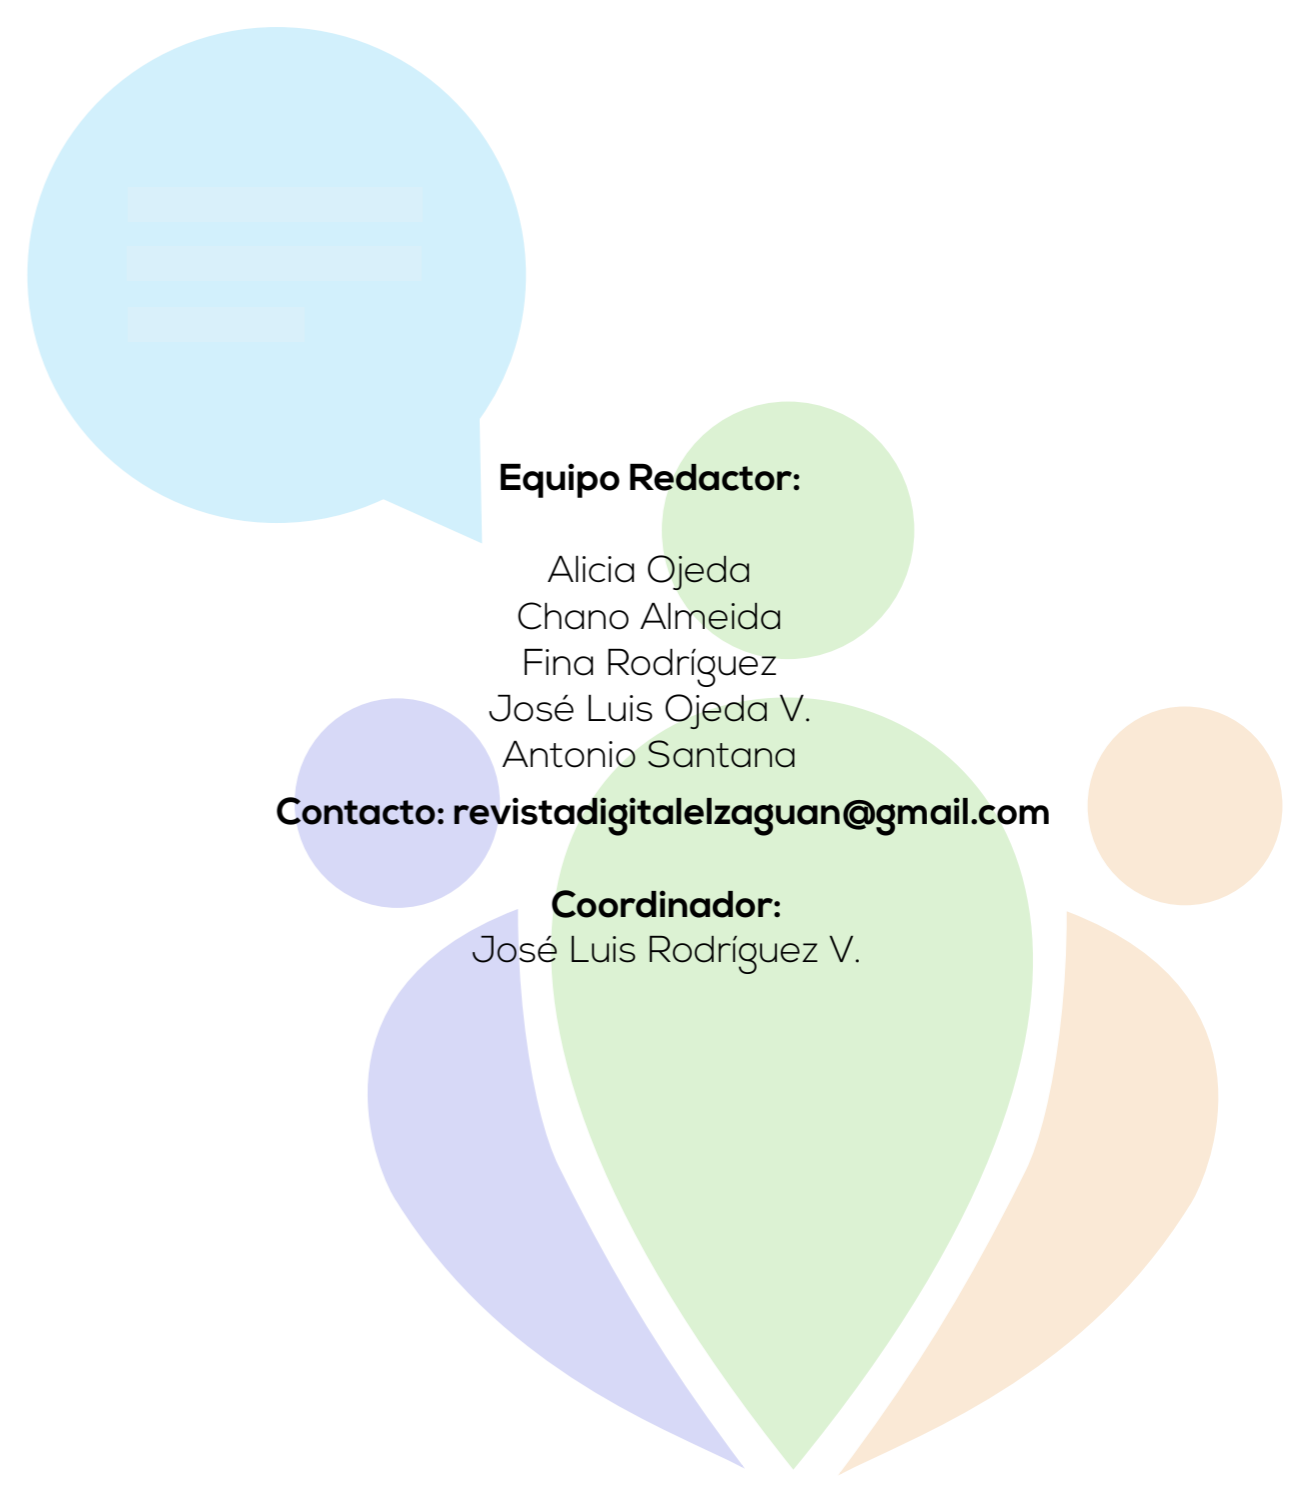 Equipo Redactor:
Alicia Ojeda
Chano Almeida
Fina Rodríguez
José Luis Ojeda V.
Antonio Santana
Contacto: revistadigitalelzaguan@gmail.com
Coordinador:
José Luis Rodríguez V.